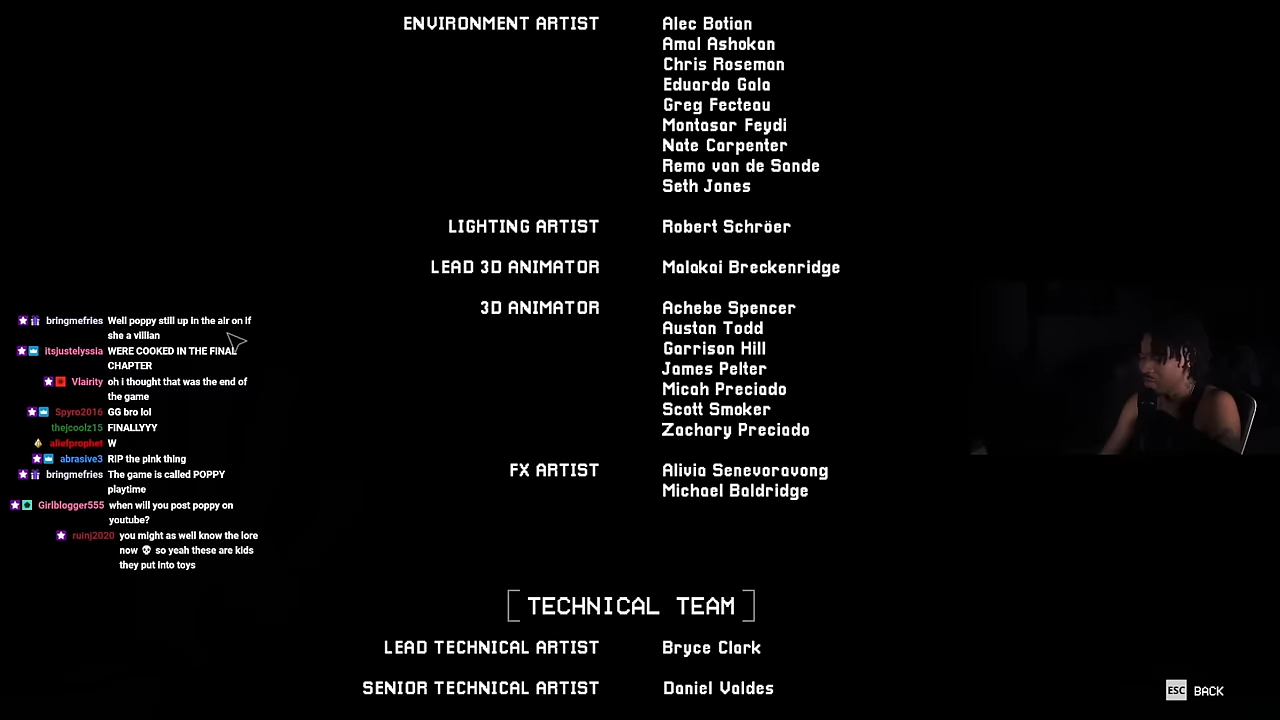 ENVIRONMENT ARTIST Alec Botian
Amal Ashokan
Chris Roseman
Eduardo Gala
Greg Fecteau
Montasar Feydi
Nate Carpenter
Remo van de Sande
Seth Jones
LIGHTING ARTIST Robert Schröer
LEAD 3D ANIMATOR Malakai Breckenridge
3D ANIMATOR Achebe Spencer
Austan Todd
Garrison Hill
James Pelter
Micah Preciado
Scott Smoker
Zachary Preciado
FX ARTIST Alivia Senevoravong
Michael Baldridge
[TECHNICAL TEAM]
LEAD TECHNICAL ARTIST Bryce Clark
SENIOR TECHNICAL ARTIST Daniel Valdes
bringmefries Well poppy still up in the air on if
she a villian
itsjustelyssia WERE COOKED IN THE FINAL
CHAPTER
Vlairity oh i thought that was the end of
the game
Spyro2016 GG bro lol
thejcoolz15 FINALLYYY
aliefprophet W
abrasive3 RIP the pink thing
bringmefries The game is called POPPY
playtime
Girlblogger555 when will you post poppy on
youtube?
ruinj2020 you might as well know the lore
now 💀 so yeah these are kids
they put into toys
ESC BACK